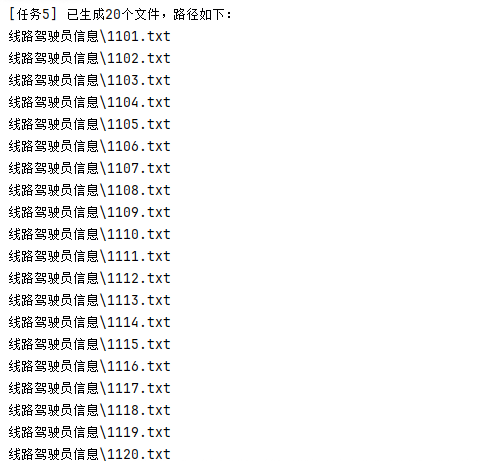 [任务5] 已生成20个文件，路径如下：
线路驾驶员信息\1101.txt
线路驾驶员信息\1102.txt
线路驾驶员信息\1103.txt
线路驾驶员信息\1104.txt
线路驾驶员信息\1105.txt
线路驾驶员信息\1106.txt
线路驾驶员信息\1107.txt
线路驾驶员信息\1108.txt
线路驾驶员信息\1109.txt
线路驾驶员信息\1110.txt
线路驾驶员信息\1111.txt
线路驾驶员信息\1112.txt
线路驾驶员信息\1113.txt
线路驾驶员信息\1114.txt
线路驾驶员信息\1115.txt
线路驾驶员信息\1116.txt
线路驾驶员信息\1117.txt
线路驾驶员信息\1118.txt
线路驾驶员信息\1119.txt
线路驾驶员信息\1120.txt